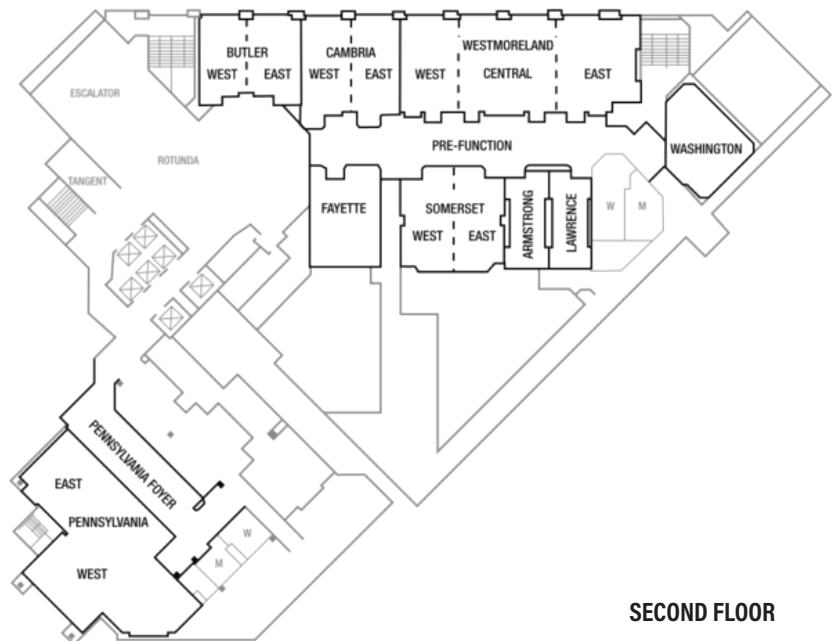 BUTLER
WEST
EAST
CAMBRIA
WEST
EAST
WESTMORELAND
WEST
CENTRAL
EAST
ESCALATOR
ROTUNDA
TANGENT
PRE-FUNCTION
WASHINGTON
FAYETTE
SOMERSET
WEST
EAST
ARMSTRONG
LAWRENCE
W
M
PENNSYLVANIA FOYER
EAST
PENNSYLVANIA
WEST
W
M
SECOND FLOOR